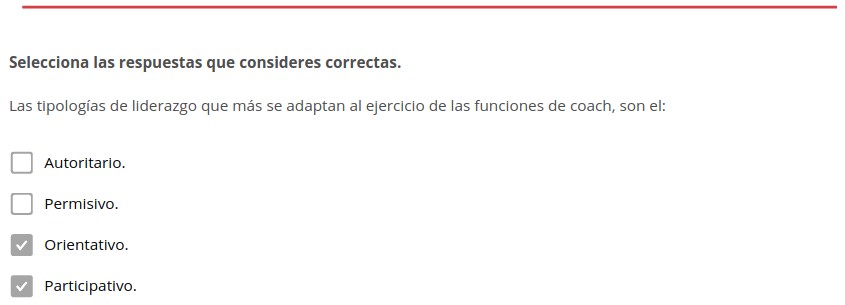 Selecciona las respuestas que consideres correctas.
Las tipologías de liderazgo que más se adaptan al ejercicio de las funciones de coach, son el:
Autoritario.
Permisivo.
Orientativo.
Participativo.